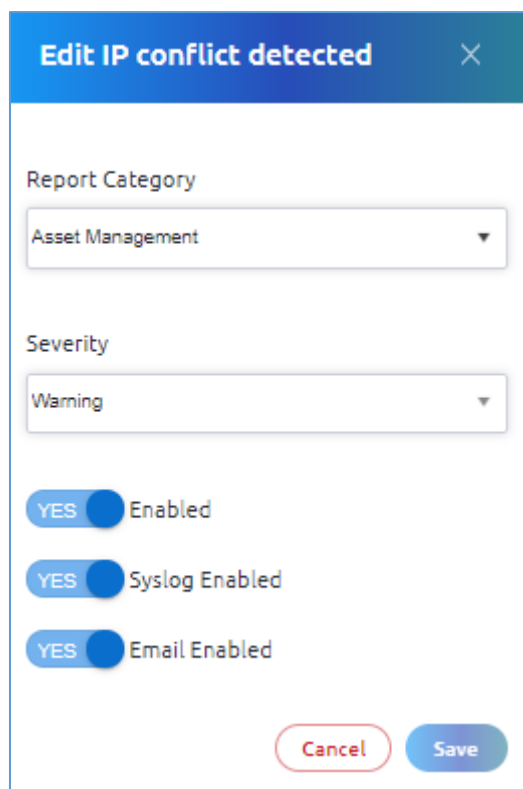 Edit IP conflict detected
Report Category
Asset Management
Severity
Warning
YES Enabled
YES Syslog Enabled
YES Email Enabled
Cancel Save